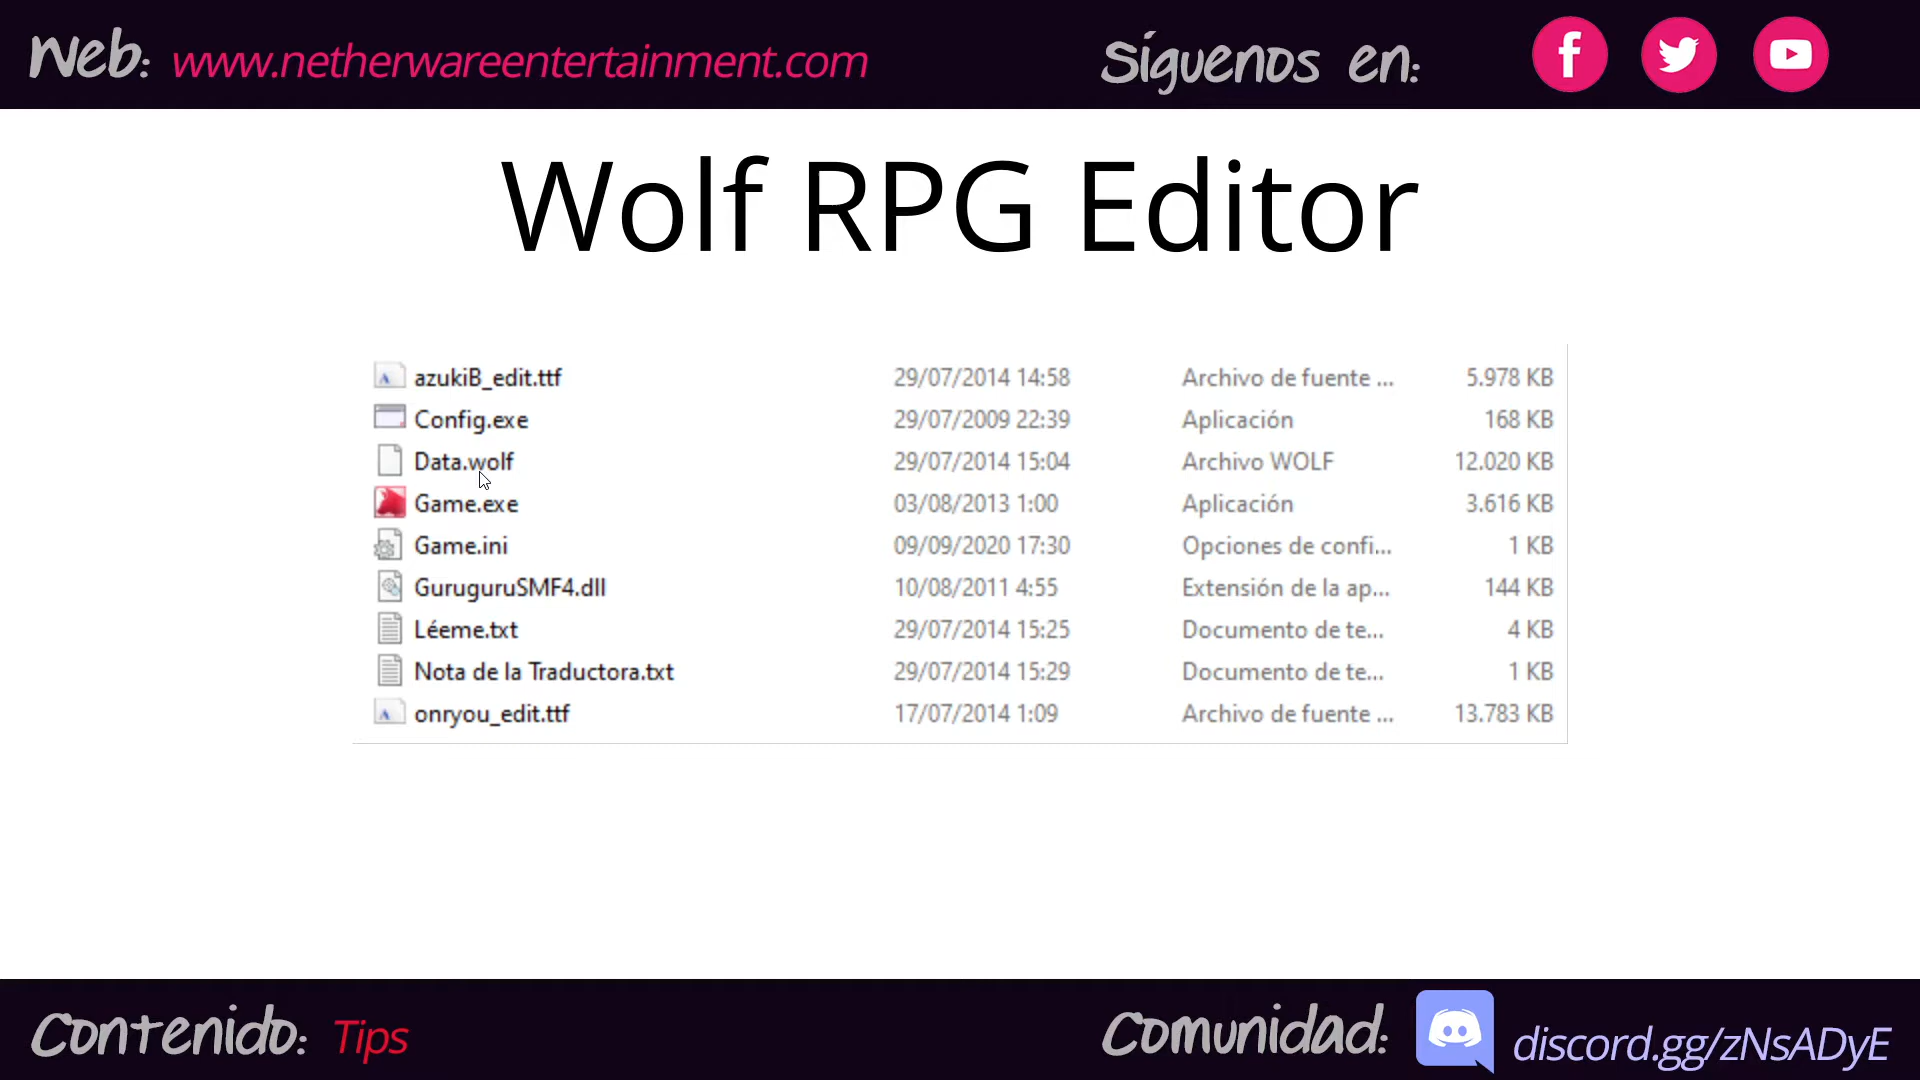 Web: www.netherwareentertainment.com Síguenos en:
Wolf RPG Editor
azukiB_edit.ttf 29/07/2014 14:58 Archivo de fuente ... 5.978 KB
Config.exe 29/07/2009 22:39 Aplicación 168 KB
Data.wolf 29/07/2014 15:04 Archivo WOLF 12.020 KB
Game.exe 03/08/2013 1:00 Aplicación 3.616 KB
Game.ini 09/09/2020 17:30 Opciones de confi... 1 KB
GuruguruSMF4.dll 10/08/2011 4:55 Extensión de la ap... 144 KB
Léeme.txt 29/07/2014 15:25 Documento de te... 4 KB
Nota de la Traductora.txt 29/07/2014 15:29 Documento de te... 1 KB
onryou_edit.ttf 17/07/2014 1:09 Archivo de fuente ... 13.783 KB
Contenido: Tips Comunidad: discord.gg/zNsADyE